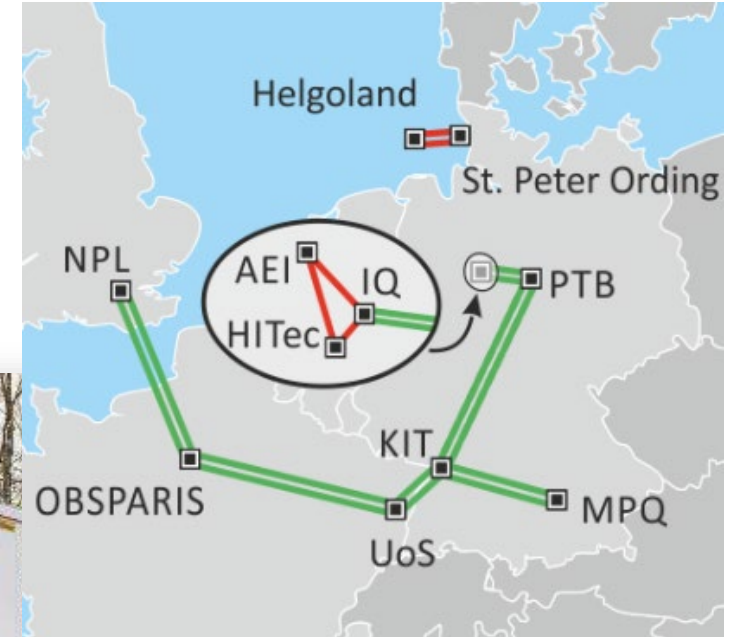 Helgoland
St. Peter Ording
NPL
AEI
IQ
PTB
HITec
KIT
OBSPARIS
MPQ
UoS